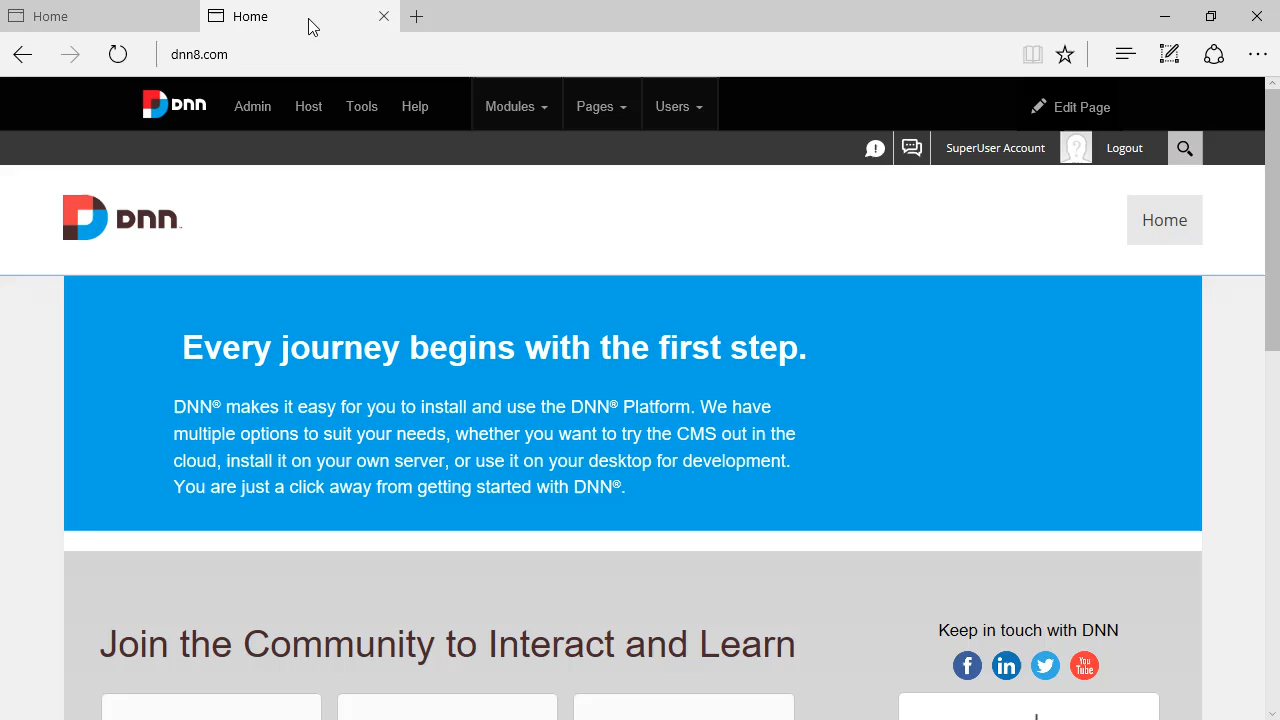 Home
Home
dnn8.com
DNN Admin Host Tools Help Modules Pages Users Edit Page
SuperUser Account Logout
DNN™ Home
Every journey begins with the first step.
DNN® makes it easy for you to install and use the DNN® Platform. We have
multiple options to suit your needs, whether you want to try the CMS out in the
cloud, install it on your own server, or use it on your desktop for development.
You are just a click away from getting started with DNN®.
Join the Community to Interact and Learn
Keep in touch with DNN
f in You Tube